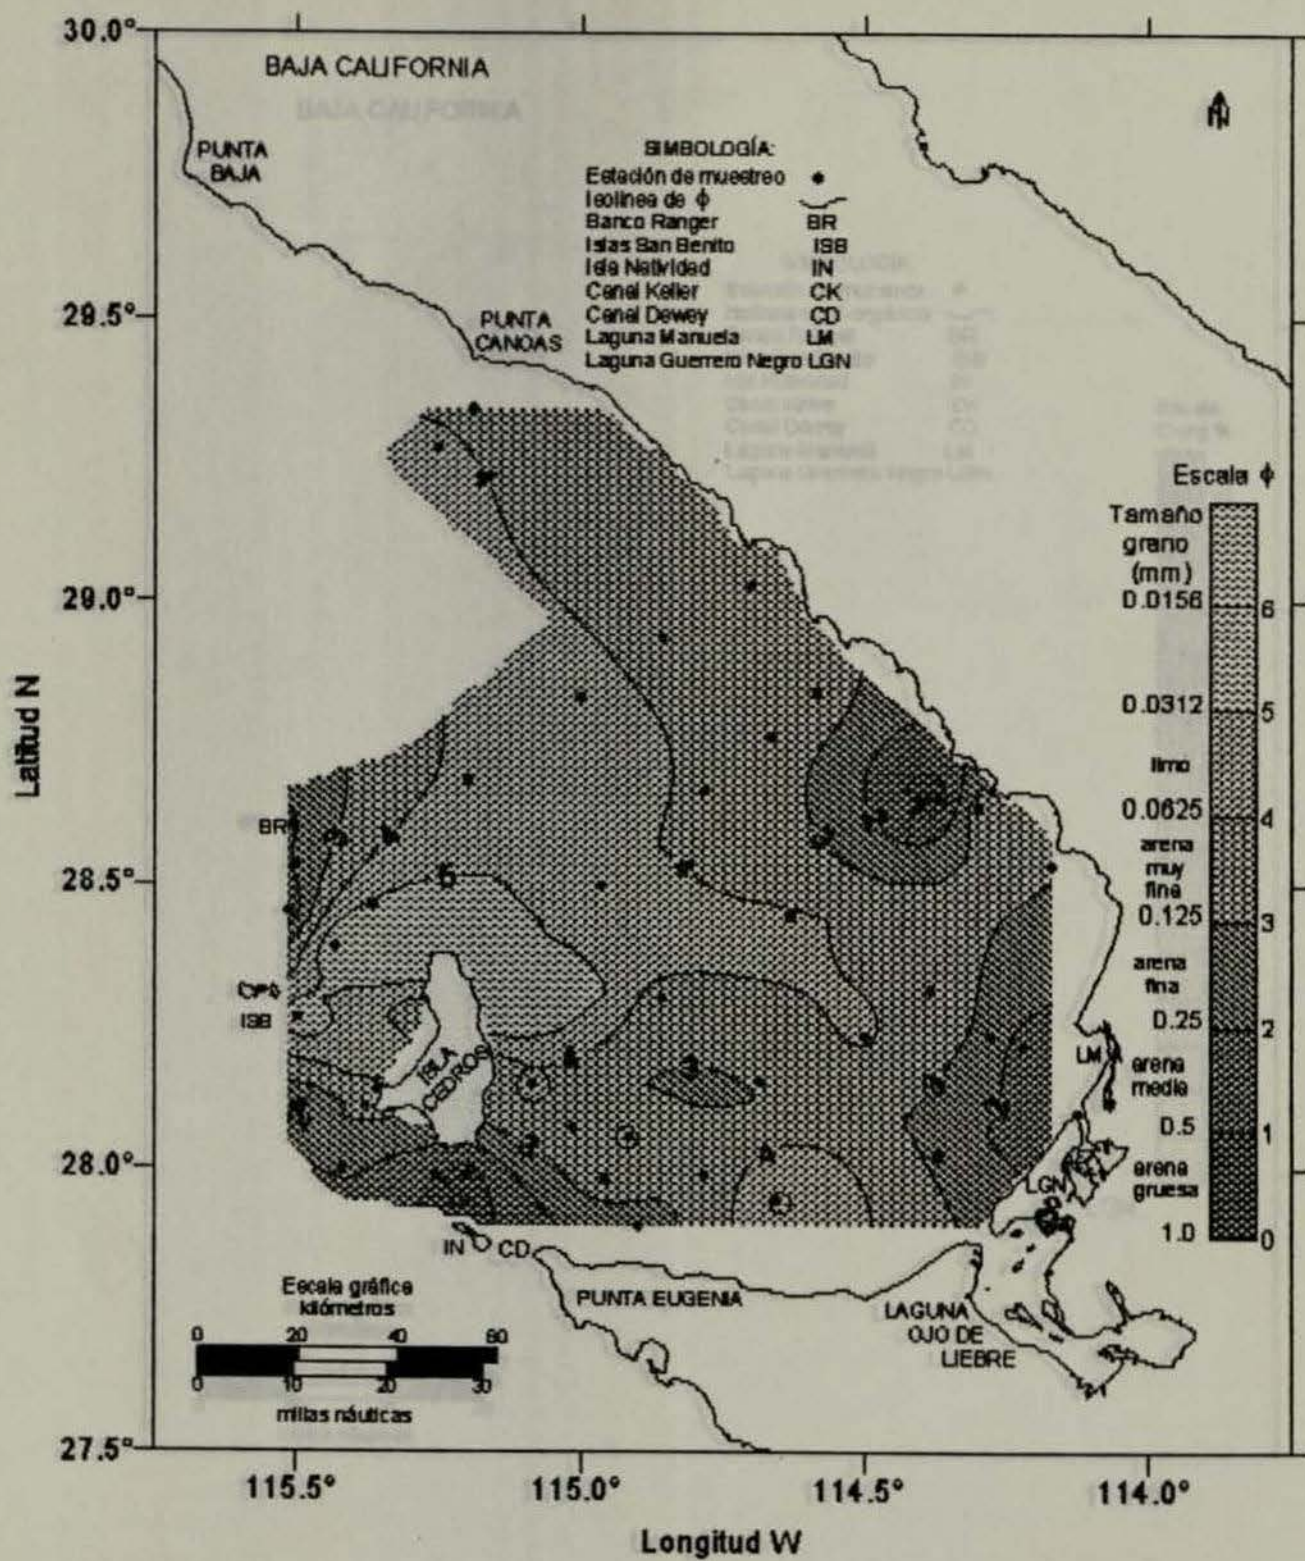 30.0°
BAJA CALIFORNIA
PUNTA
BAJA
SIMBOLOGÍA:
Estación de muestreo
Isolinea de ϕ
Banco Ranger BR
Islas San Benito ISB
Isla Natividad IN
Canal Keller CK
Canal Dewey CD
Laguna Manuela LM
Laguna Guerrero Negro LGN
29.5°
PUNTA
CANOAS
Escala ϕ
Tamaño
grano
(mm)
0.0156 6
29.0°
0.0312 5
limo
0.0625 4
arena
muy
fina
0.125 3
arena
fina
0.25 2
arena
media
0.5 1
arena
gruesa
1.0 0
Latitud N
BR
28.5°
5
ISB
ISLA
CEDROS
3
LM
28.0°
LGN
IN CD
PUNTA EUGENIA
LAGUNA
OJO DE
LIEBRE
Escala gráfica
kilómetros
0 20 40 60
0 10 20 30
millas náuticas
27.5°
115.5° 115.0° 114.5° 114.0°
Longitud W